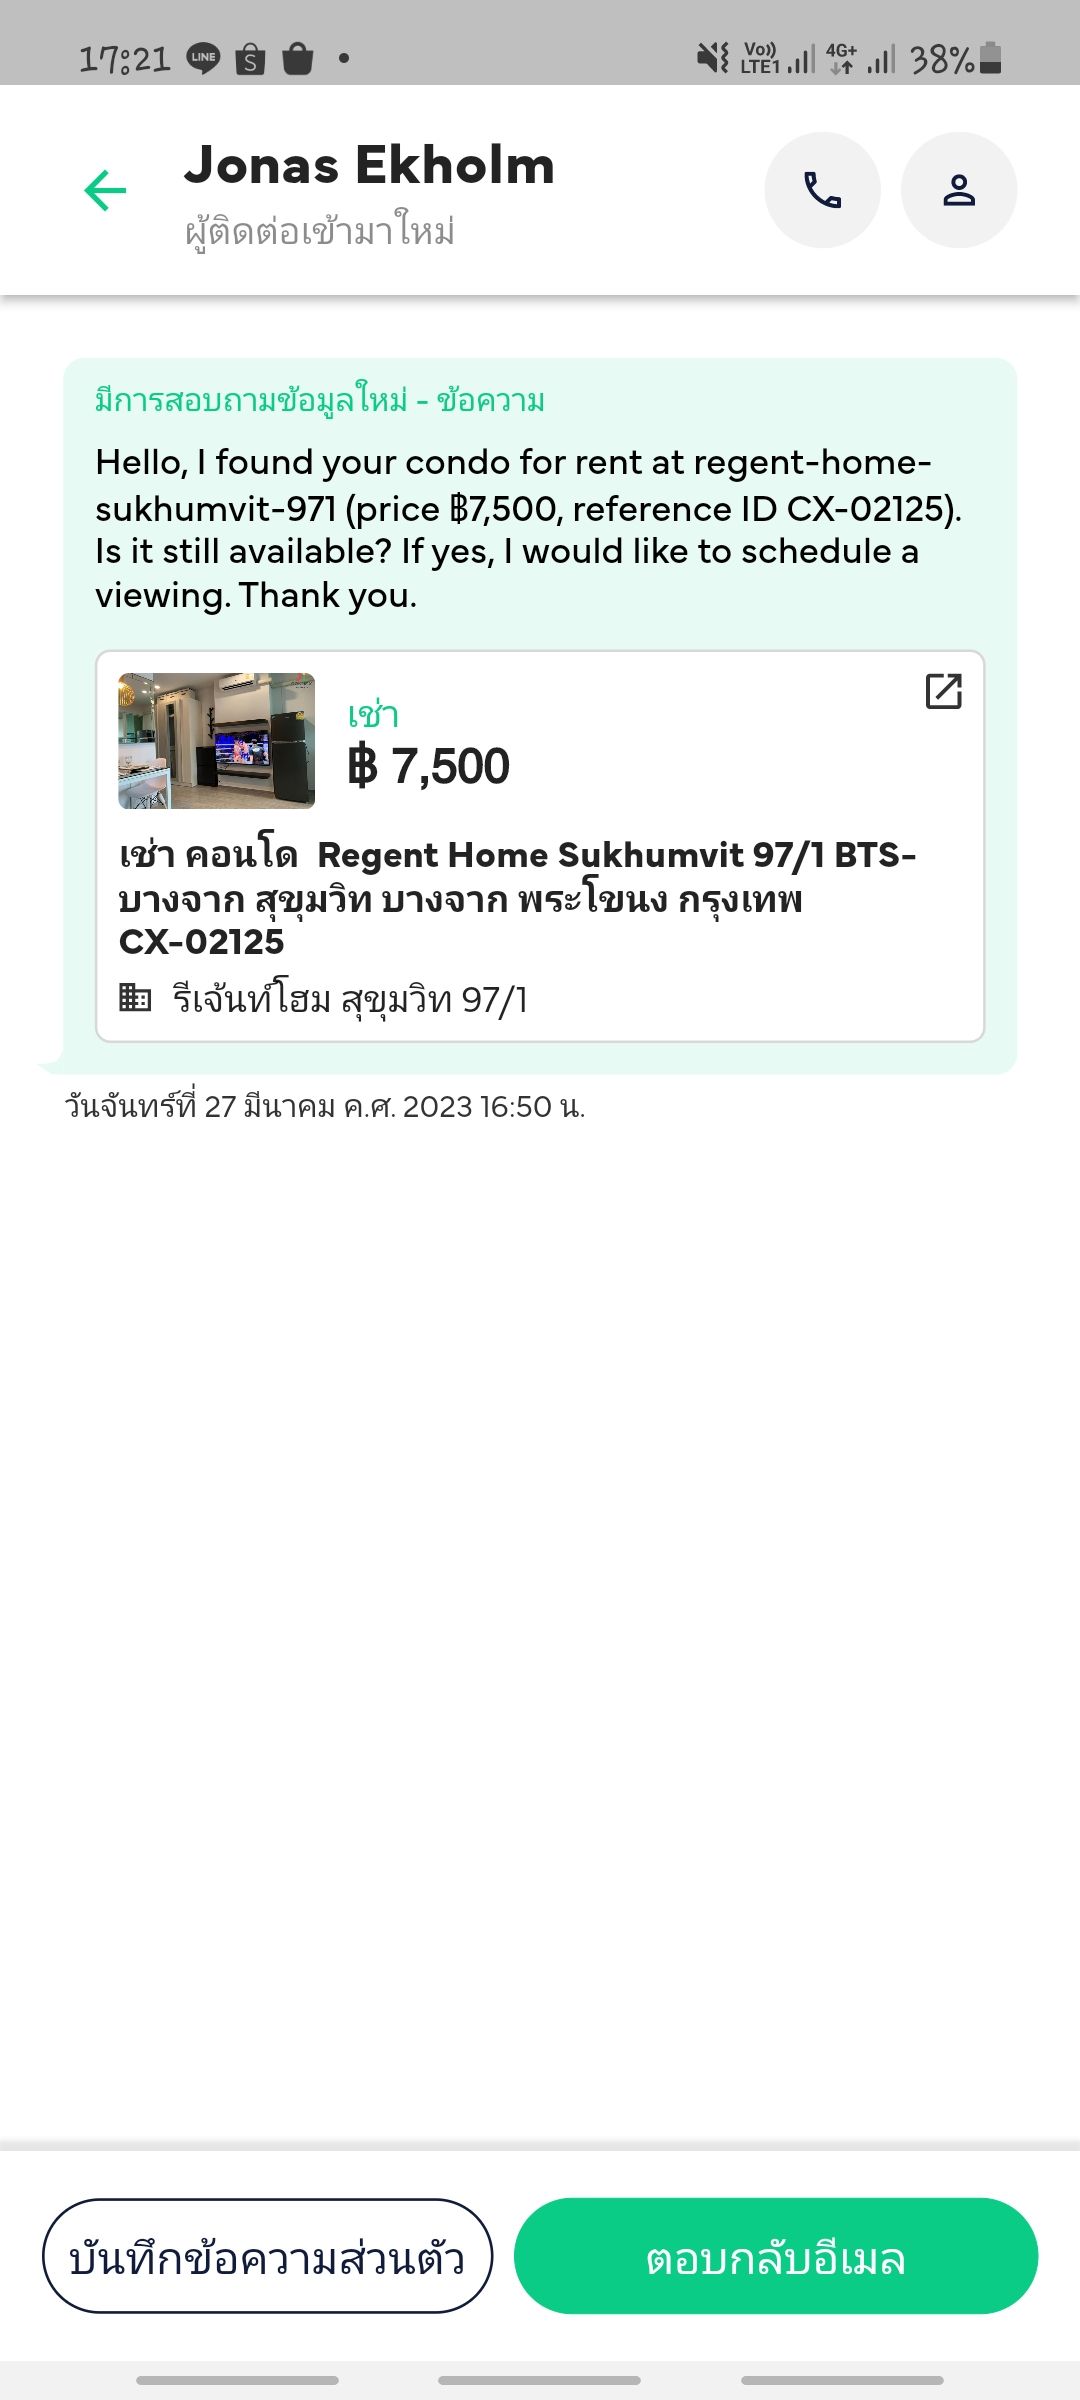 17:21 LINE S Vo)) LTE1 4G+ 38%
Jonas Ekholm
ผู้ติดต่อเข้ามาใหม่
มีการสอบถามข้อมูลใหม่ - ข้อความ
Hello, I found your condo for rent at regent-home-
sukhumvit-971 (price ฿7,500, reference ID CX-02125).
Is it still available? If yes, I would like to schedule a
viewing. Thank you.
เช่า
฿ 7,500
เช่า คอนโด Regent Home Sukhumvit 97/1 BTS-
บางจาก สุขุมวิท บางจาก พระโขนง กรุงเทพ
CX-02125
รีเจ้นท์โฮม สุขุมวิท 97/1
วันจันทร์ที่ 27 มีนาคม ค.ศ. 2023 16:50 น.
บันทึกข้อความส่วนตัว
ตอบกลับอีเมล